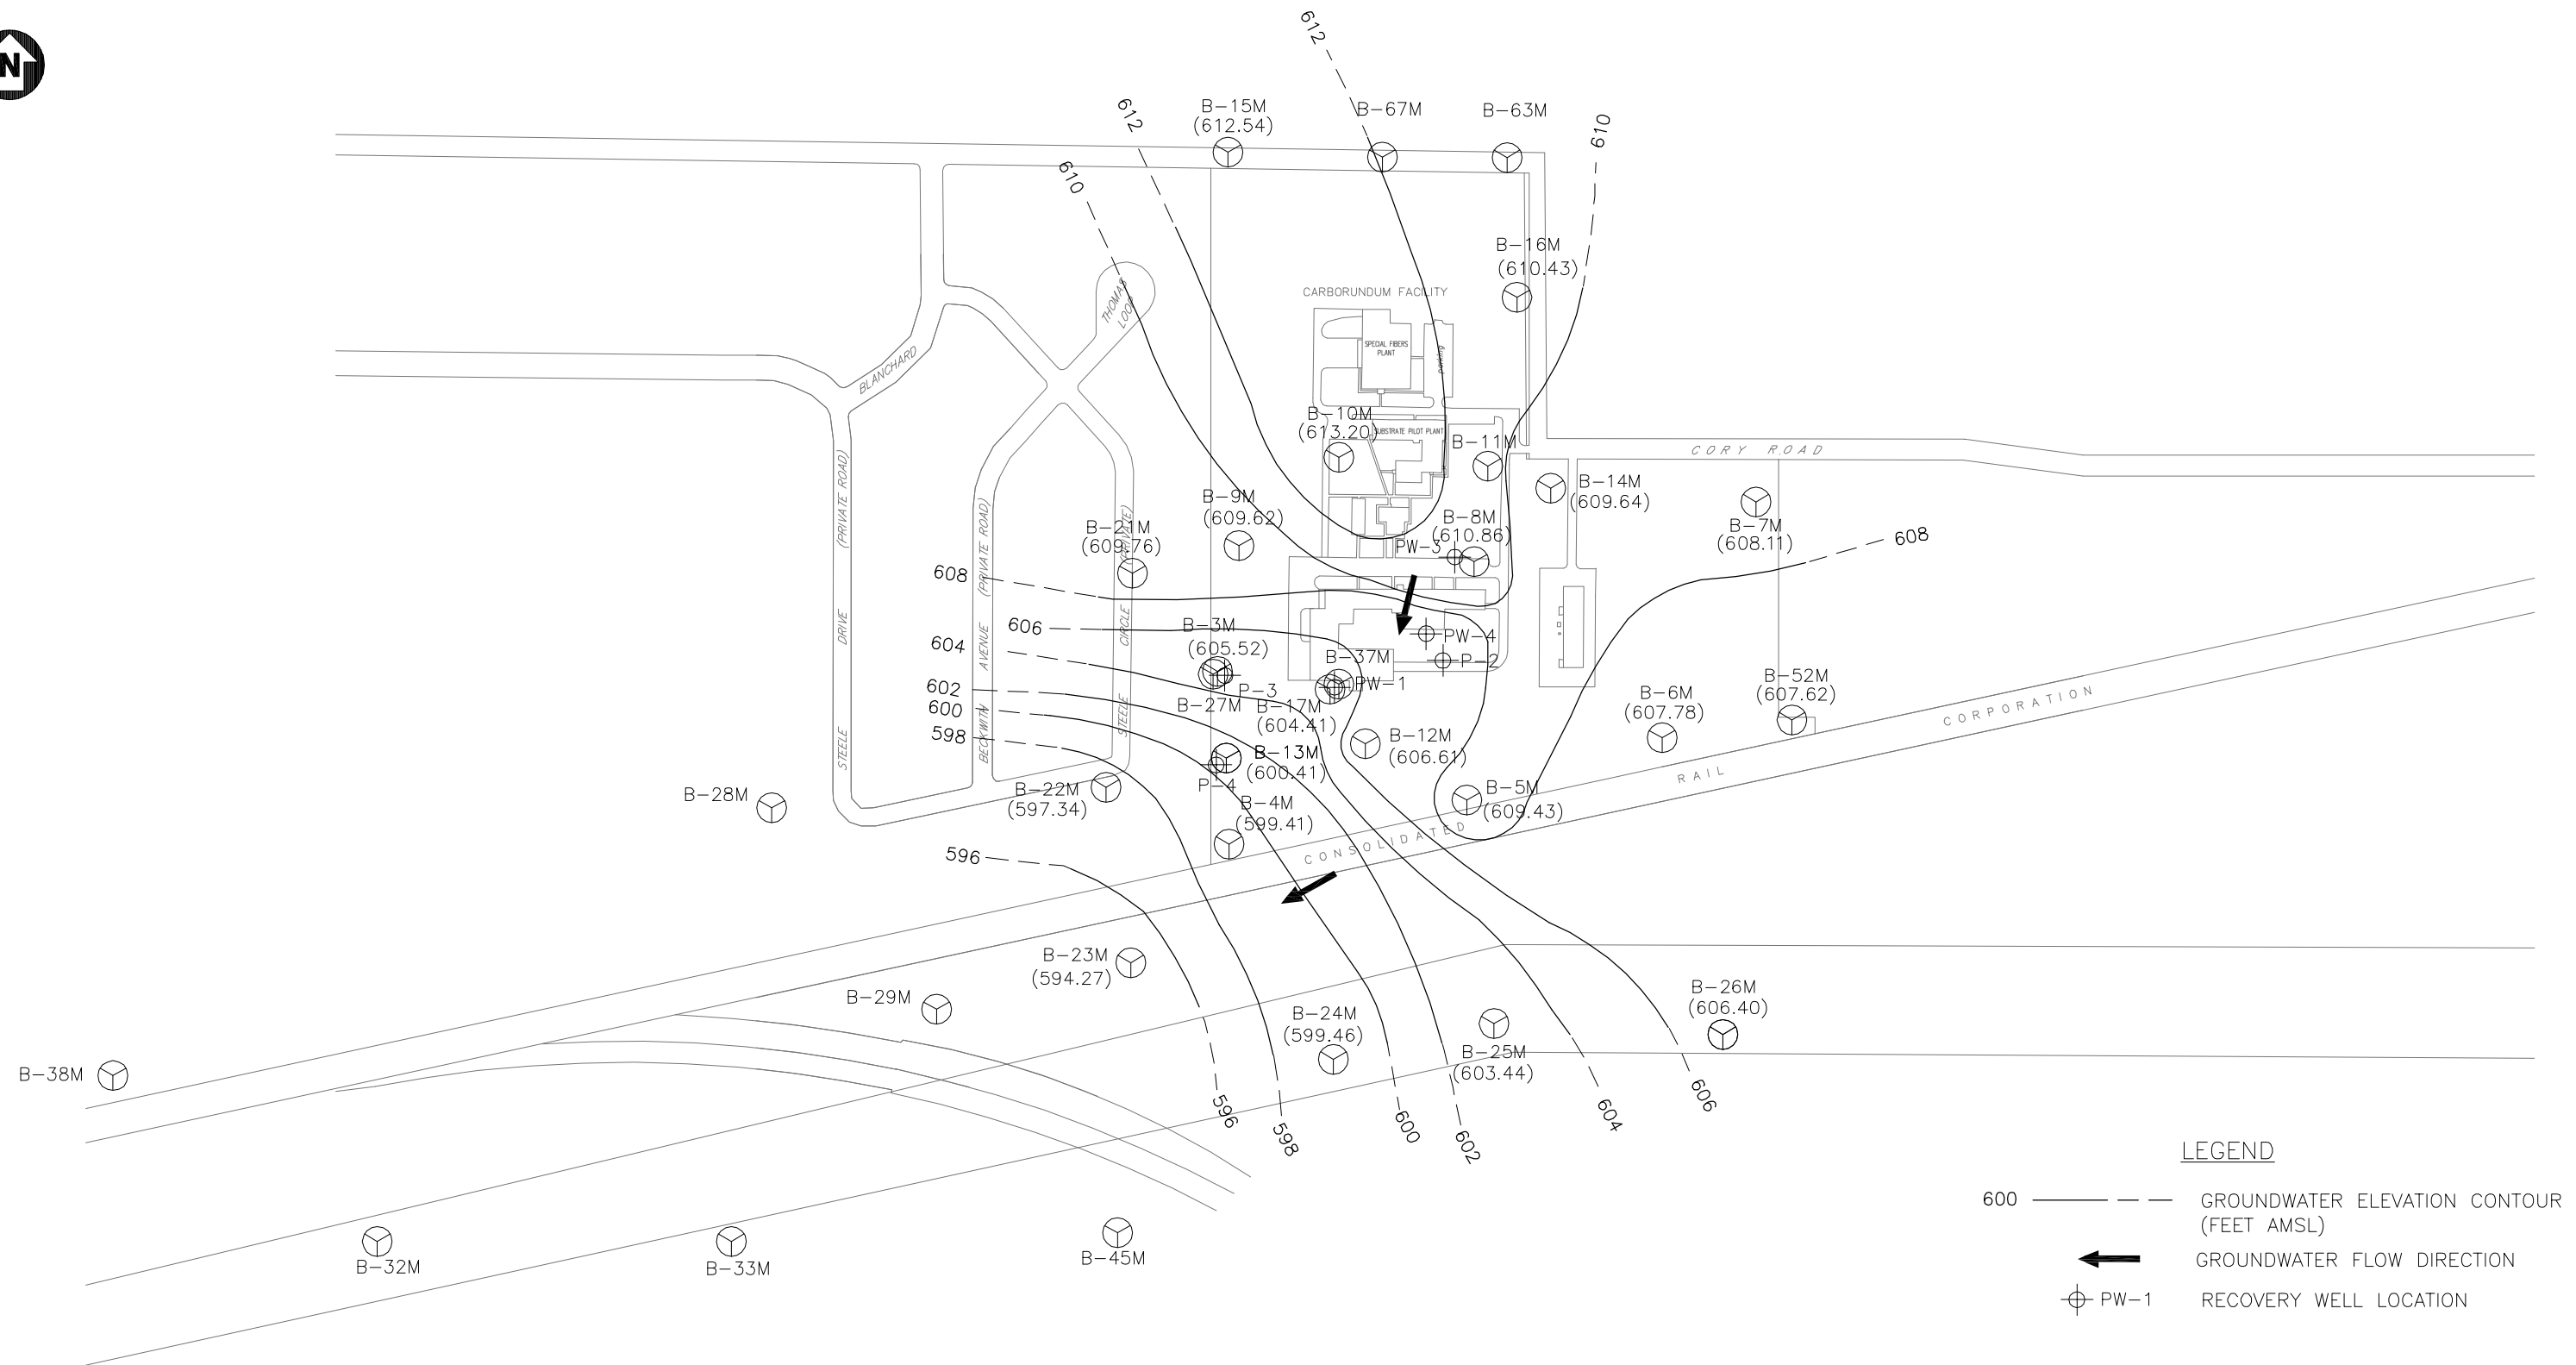 N
612
612
610
610
B-15M
(612.54)
B-67M
B-63M
B-16M
(610.43)
CARBORUNDUM FACILITY
SPECIAL FIBERS
PLANT
parking
THOMAS
LOOP
BLANCHARD
B-10M
(613.20)
SUBSTRATE PILOT PLANT
B-11M
CORY ROAD
B-14M
(609.64)
B-9M
(609.62)
B-8M
(610.86)
PW-3
B-7M
(608.11)
608
B-21M
(609.76)
STEELE DRIVE (PRIVATE ROAD)
BECKWITH AVENUE (PRIVATE ROAD)
STEELE CIRCLE (PRIVATE)
608
606
604
602
600
598
596
B-3M
(605.52)
P-3
B-27M
B-37M
PW-1
B-17M
(604.41)
PW-4
P-2
B-12M
(606.61)
B-6M
(607.78)
B-52M
(607.62)
B-13M
(600.41)
P-4
B-4M
(599.41)
B-5M
(609.43)
B-28M
B-22M
(597.34)
CONSOLIDATED RAIL CORPORATION
B-23M
(594.27)
B-29M
B-24M
(599.46)
B-25M
(603.44)
B-26M
(606.40)
B-38M
596
598
600
602
604
606
B-32M
B-33M
B-45M
LEGEND
600
GROUNDWATER ELEVATION CONTOUR
(FEET AMSL)
GROUNDWATER FLOW DIRECTION
PW-1
RECOVERY WELL LOCATION